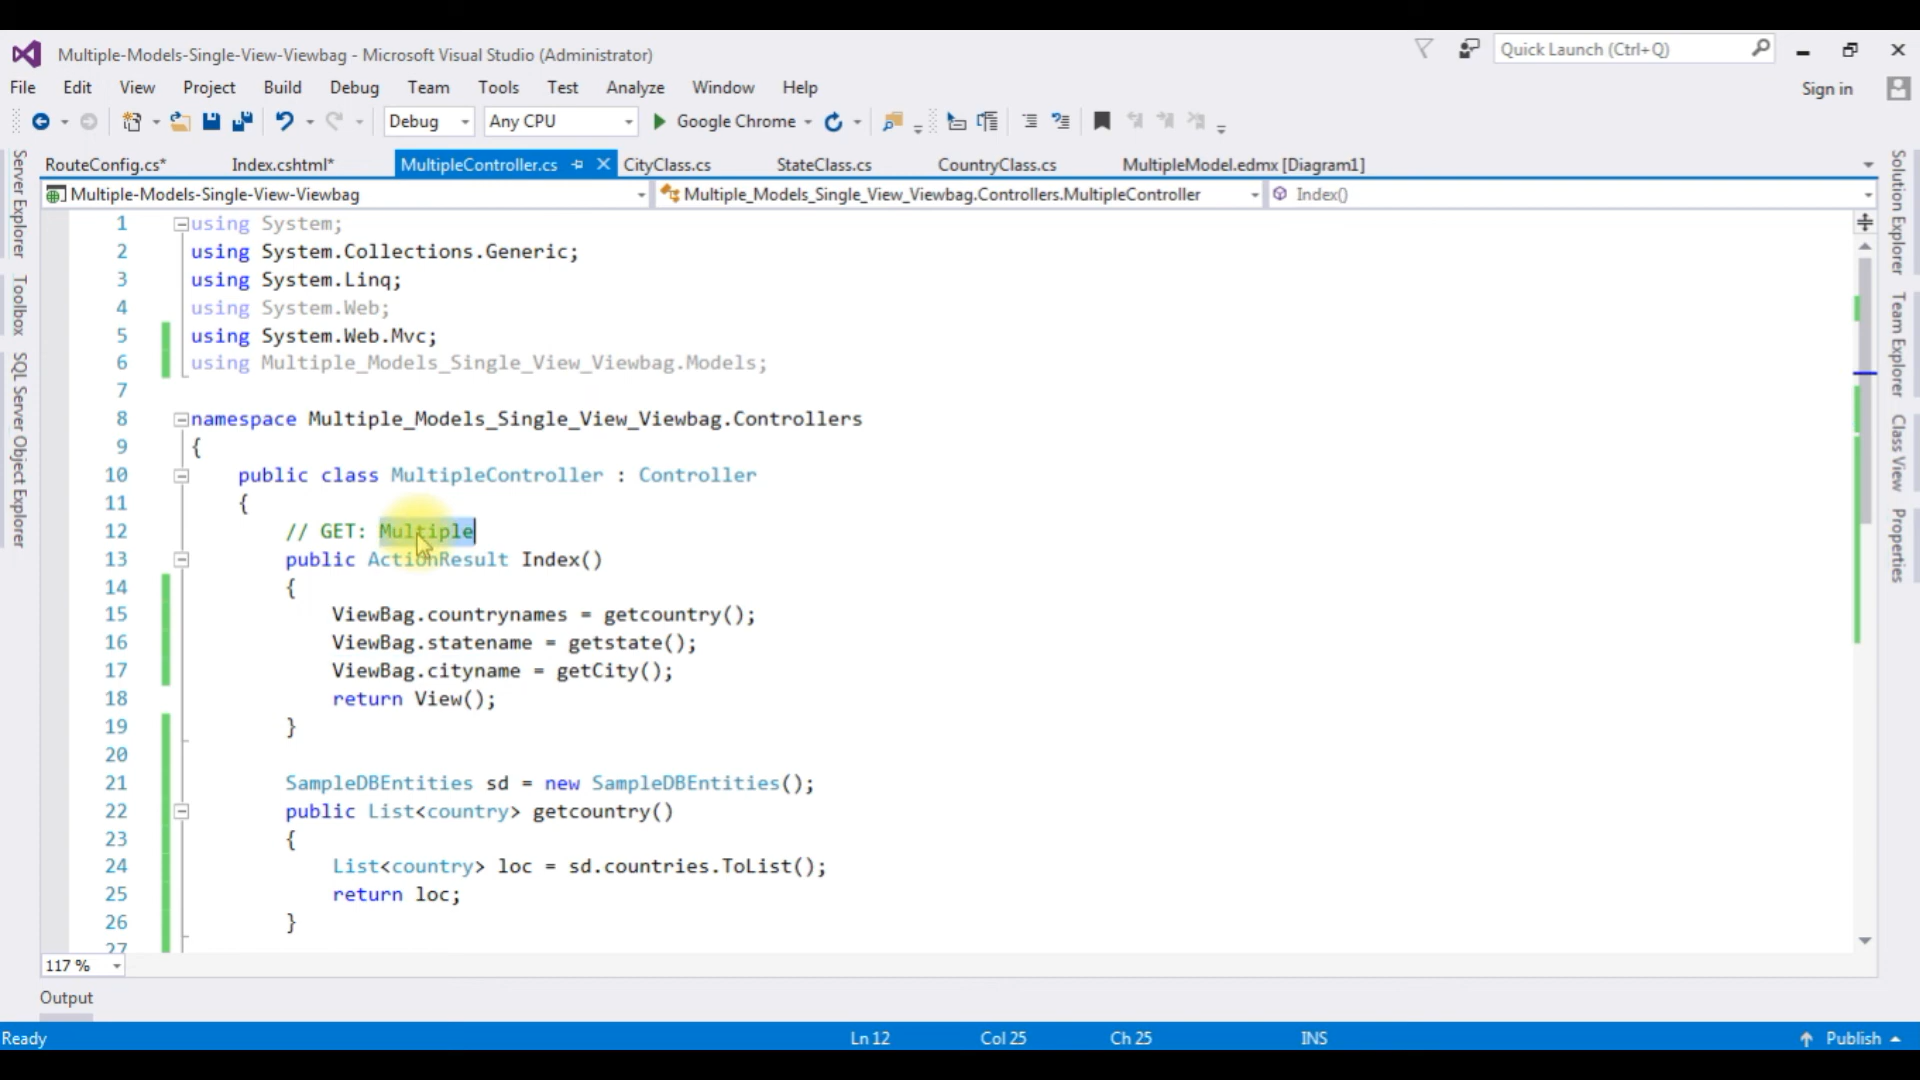 Multiple-Models-Single-View-Viewbag - Microsoft Visual Studio (Administrator)
Quick Launch (Ctrl+Q)
File Edit View Project Build Debug Team Tools Test Analyze Window Help
Sign in
Debug Any CPU Google Chrome
RouteConfig.cs* Index.cshtml* MultipleController.cs CityClass.cs StateClass.cs CountryClass.cs MultipleModel.edmx [Diagram1]
Multiple-Models-Single-View-Viewbag Multiple_Models_Single_View_Viewbag.Controllers.MultipleController Index()
Server Explorer
Toolbox
SQL Server Object Explorer
1 using System;
2 using System.Collections.Generic;
3 using System.Linq;
4 using System.Web;
5 using System.Web.Mvc;
6 using Multiple_Models_Single_View_Viewbag.Models;
7
8 namespace Multiple_Models_Single_View_Viewbag.Controllers
9 {
10 public class MultipleController : Controller
11 {
12 // GET: Multiple
13 public ActionResult Index()
14 {
15 ViewBag.countrynames = getcountry();
16 ViewBag.statename = getstate();
17 ViewBag.cityname = getCity();
18 return View();
19 }
20
21 SampleDBEntities sd = new SampleDBEntities();
22 public List<country> getcountry()
23 {
24 List<country> loc = sd.countries.ToList();
25 return loc;
26 }
27
Solution Explorer
Team Explorer
Class View
Properties
117 %
Output
Ready Ln 12 Col 25 Ch 25 INS Publish